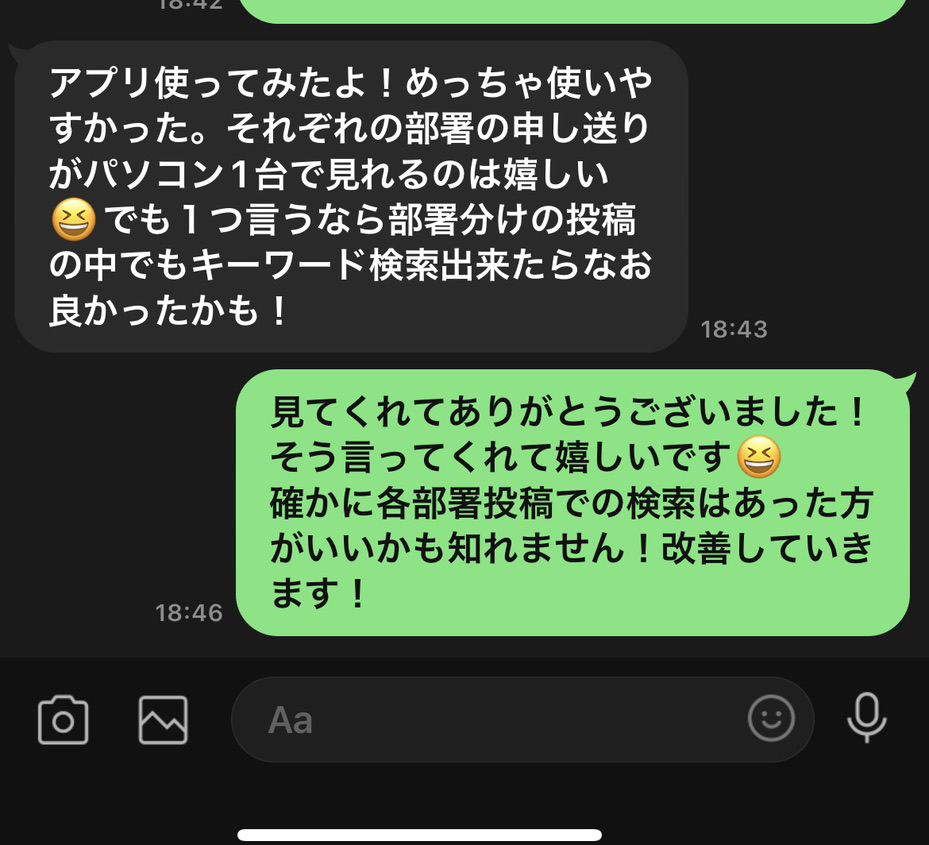 18:42
アプリ使ってみたよ！めっちゃ使いや
すかった。それぞれの部署の申し送り
がパソコン1台で見れるのは嬉しい
😆でも１つ言うなら部署分けの投稿
の中でもキーワード検索出来たらなお
良かったかも！
18:43
見てくれてありがとうございました！
そう言ってくれて嬉しいです😆
確かに各部署投稿での検索はあった方
がいいかも知れません！改善していき
ます！
18:46
Aa